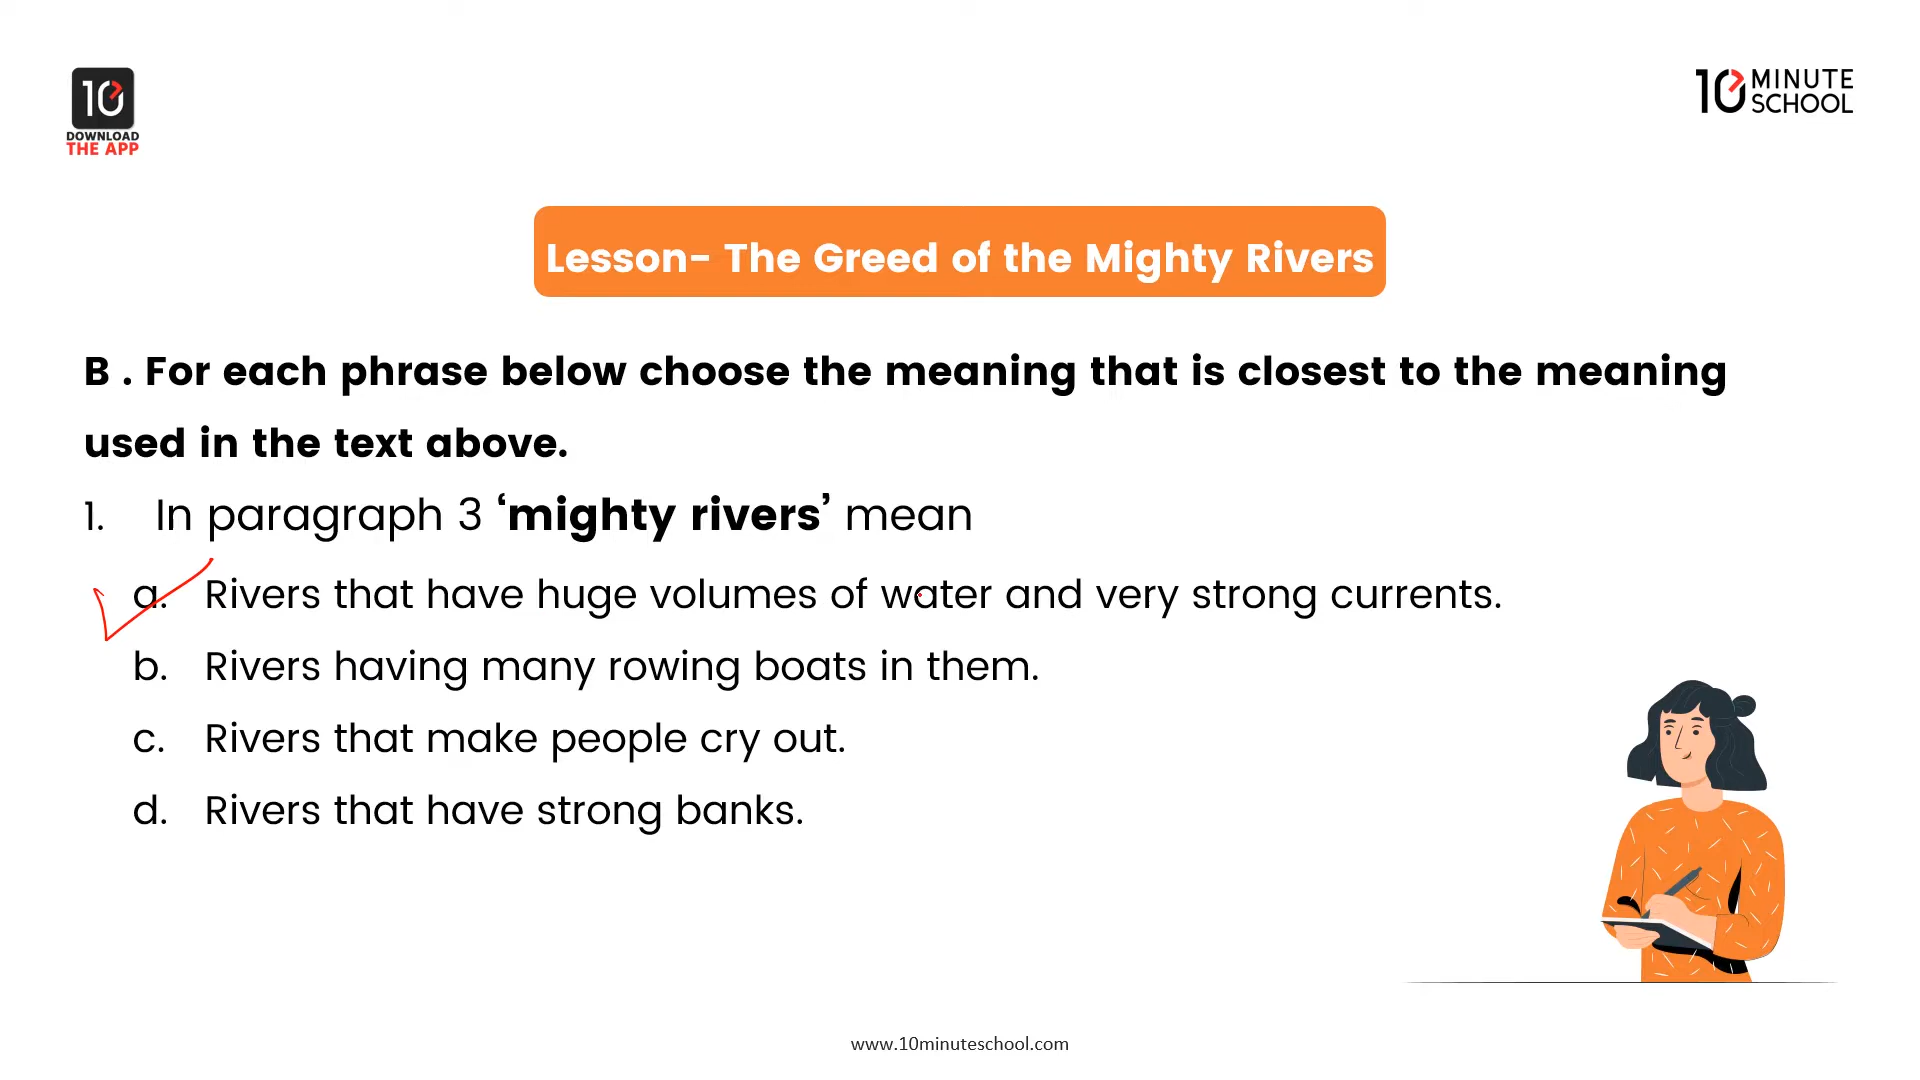 10
DOWNLOAD
THE APP
10 MINUTE
SCHOOL
Lesson- The Greed of the Mighty Rivers
B . For each phrase below choose the meaning that is closest to the meaning
used in the text above.
1. In paragraph 3 ‘mighty rivers’ mean
a. Rivers that have huge volumes of water and very strong currents.
b. Rivers having many rowing boats in them.
c. Rivers that make people cry out.
d. Rivers that have strong banks.
www.10minuteschool.com